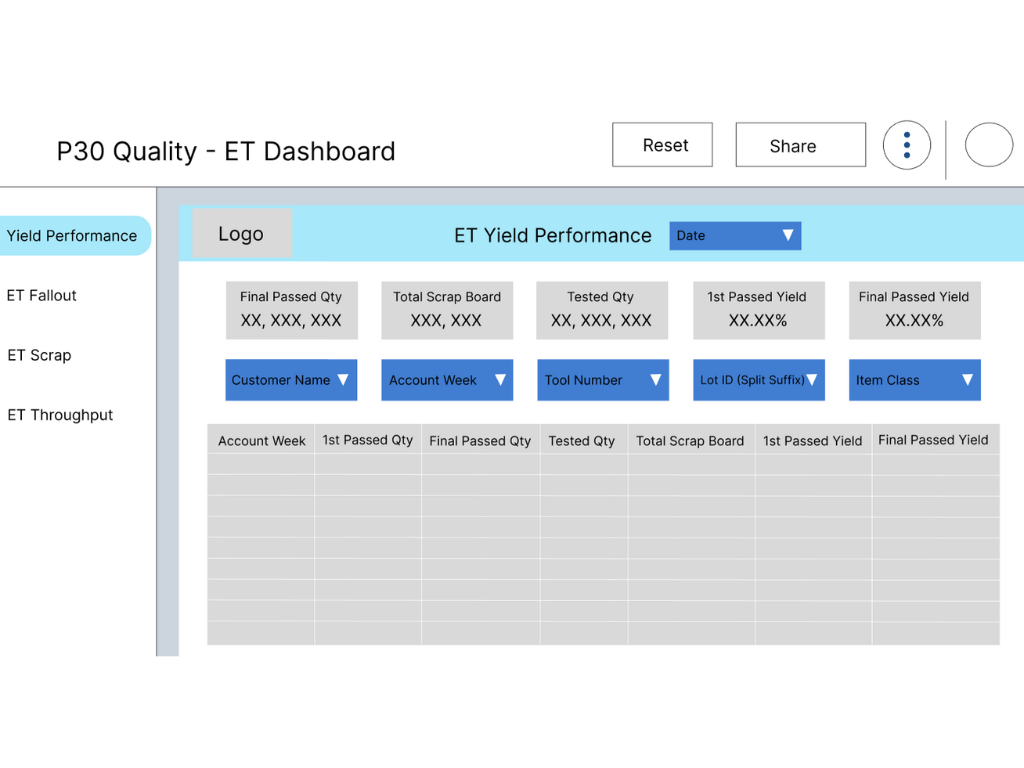 P30 Quality - ET Dashboard
Reset
Share
Yield Performance
ET Fallout
ET Scrap
ET Throughput
Logo
ET Yield Performance
Date
Final Passed Qty
XX, XXX, XXX
Total Scrap Board
XXX, XXX
Tested Qty
XX, XXX, XXX
1st Passed Yield
XX.XX%
Final Passed Yield
XX.XX%
Customer Name
Account Week
Tool Number
Lot ID (Split Suffix)
Item Class
Account Week
1st Passed Qty
Final Passed Qty
Tested Qty
Total Scrap Board
1st Passed Yield
Final Passed Yield